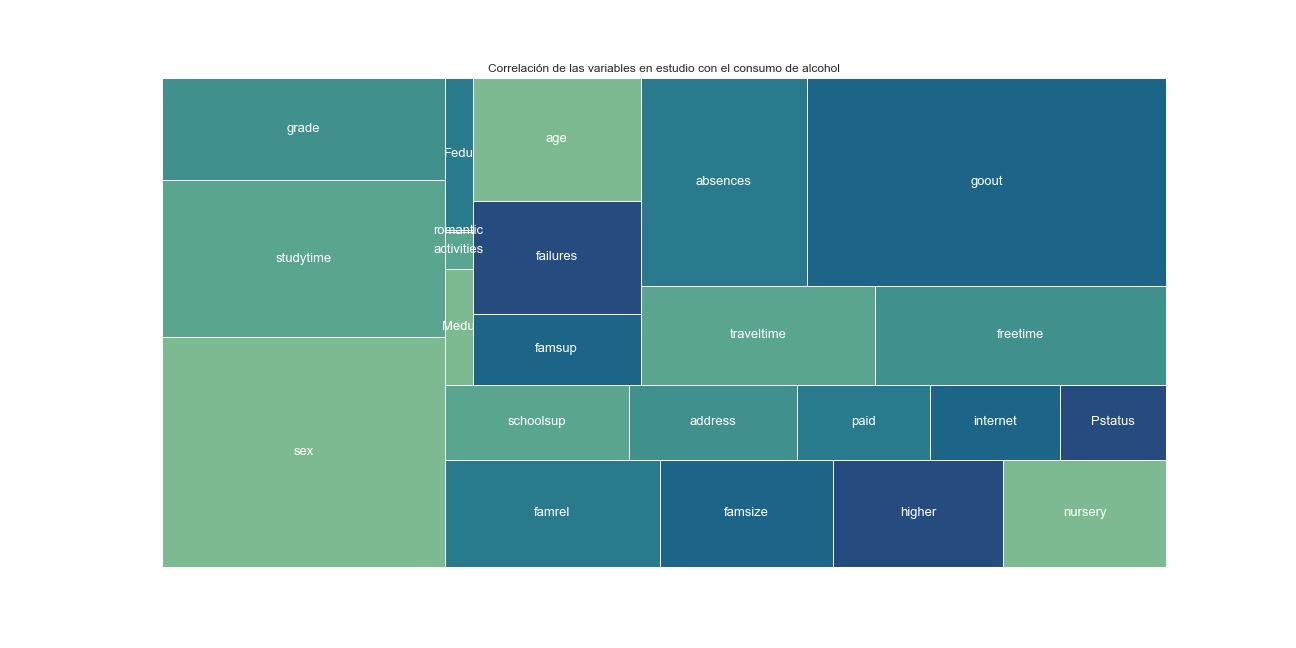 Correlación de las variables en estudio con el consumo de alcohol
grade
studytime
sex
Fedu
romantic
activities
Medu
age
failures
famsup
absences
goout
traveltime
freetime
schoolsup
address
paid
internet
Pstatus
famrel
famsize
higher
nursery